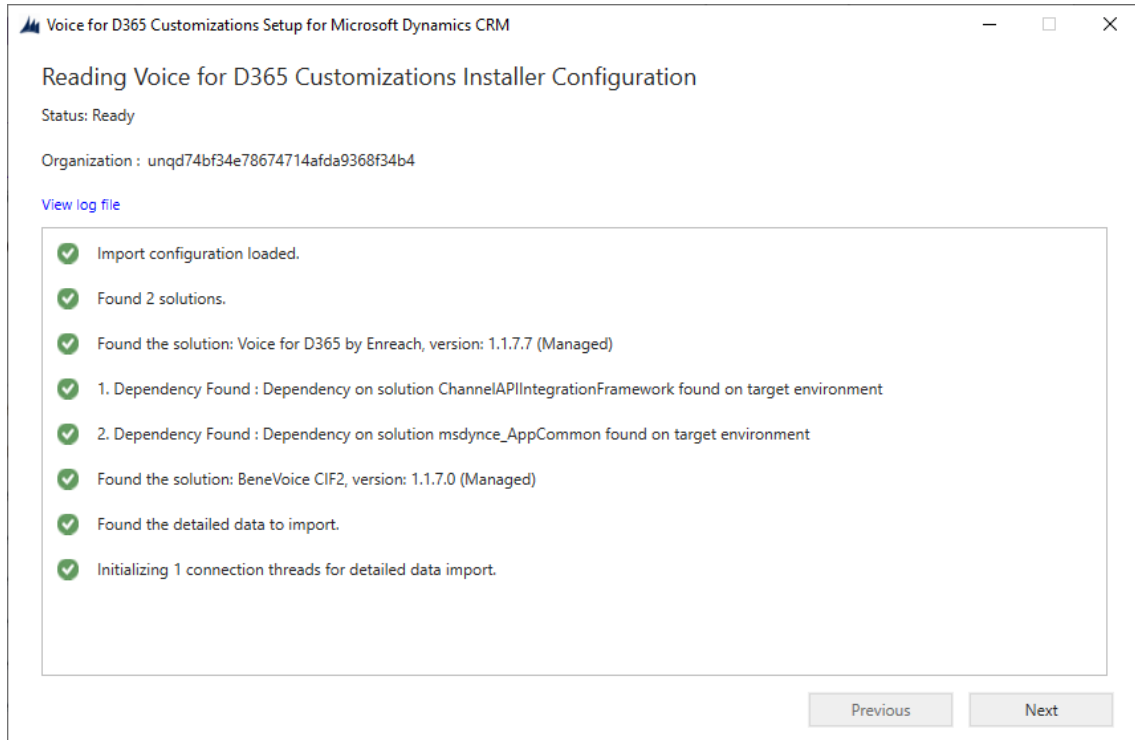 Voice for D365 Customizations Setup for Microsoft Dynamics CRM
Reading Voice for D365 Customizations Installer Configuration
Status: Ready
Organization : unqd74bf34e78674714afda9368f34b4
View log file
Import configuration loaded.
Found 2 solutions.
Found the solution: Voice for D365 by Enreach, version: 1.1.7.7 (Managed)
1. Dependency Found : Dependency on solution ChannelAPIIntegrationFramework found on target environment
2. Dependency Found : Dependency on solution msdynce_AppCommon found on target environment
Found the solution: BeneVoice CIF2, version: 1.1.7.0 (Managed)
Found the detailed data to import.
Initializing 1 connection threads for detailed data import.
Previous Next